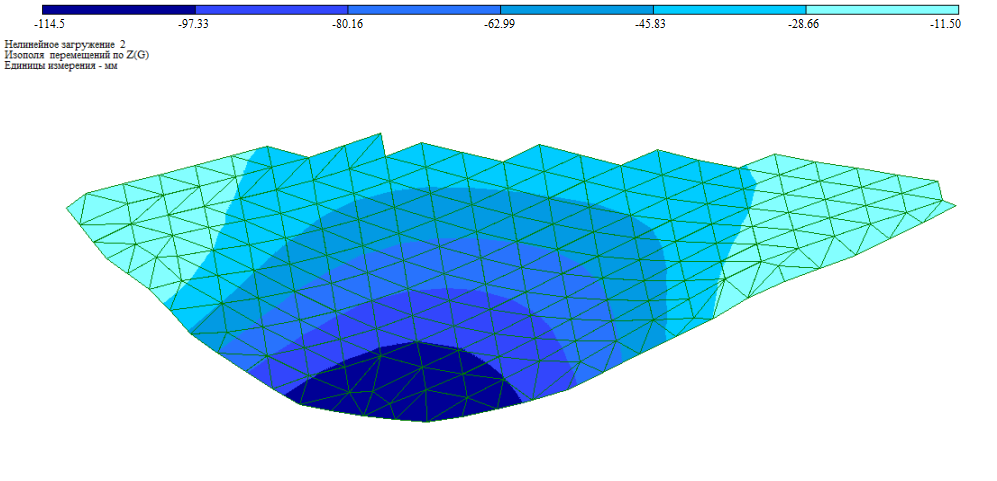 -114.5 -97.33 -80.16 -62.99 -45.83 -28.66 -11.50
Нелинейное загружение 2
Изополя перемещений по Z(G)
Единицы измерения - мм